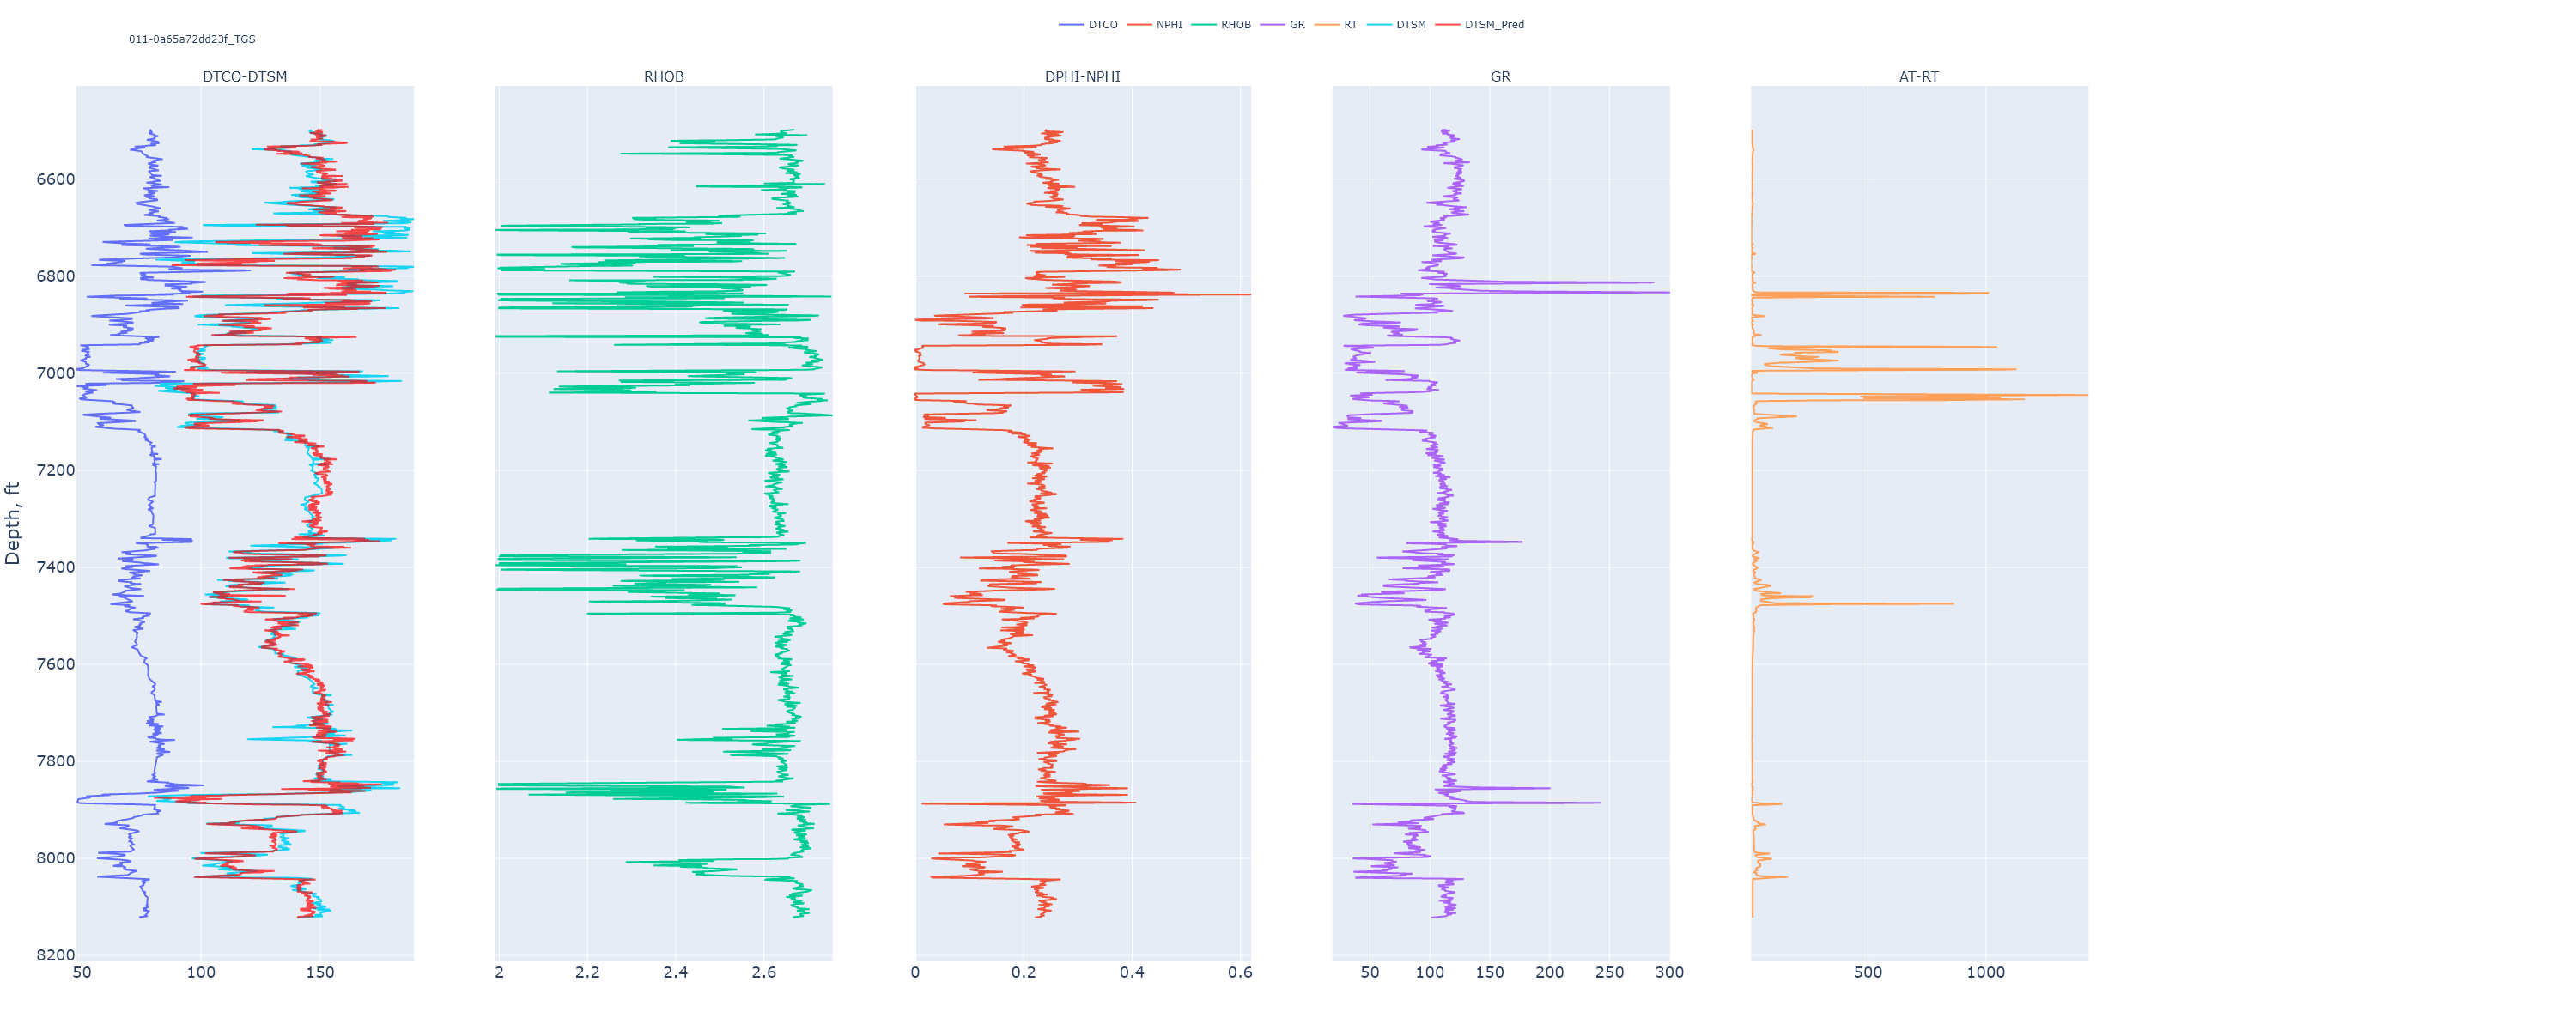 DTCO NPHI RHOB GR RT DTSM DTSM_Pred
011-0a65a72dd23f_TGS
DTCO-DTSM RHOB DPHI-NPHI GR AT-RT
Depth, ft
6600
6800
7000
7200
7400
7600
7800
8000
8200
50 100 150 2 2.2 2.4 2.6 0 0.2 0.4 0.6 50 100 150 200 250 300 500 1000